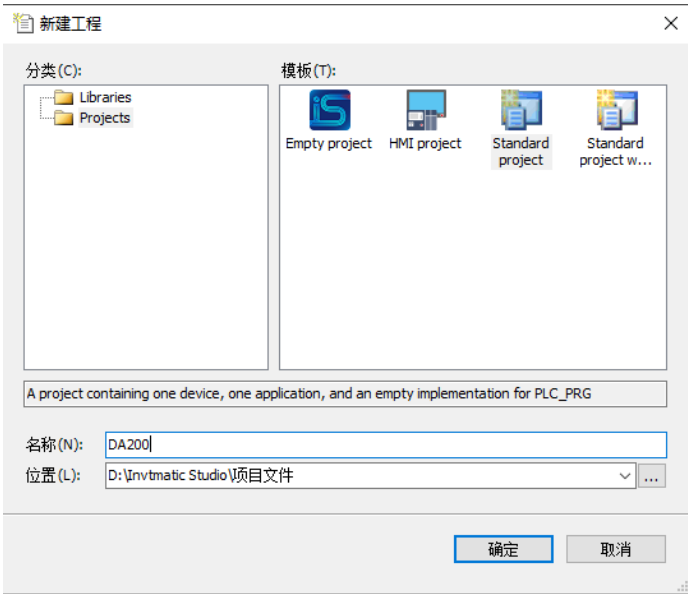 新建工程
分类(C):
模板(T):
Libraries
Projects
iS
Empty project
HMI project
Standard
project
Standard
project w...
A project containing one device, one application, and an empty implementation for PLC_PRG
名称(N):
DA200
位置(L):
D:\Invtmatic Studio\项目文件
...
确定
取消